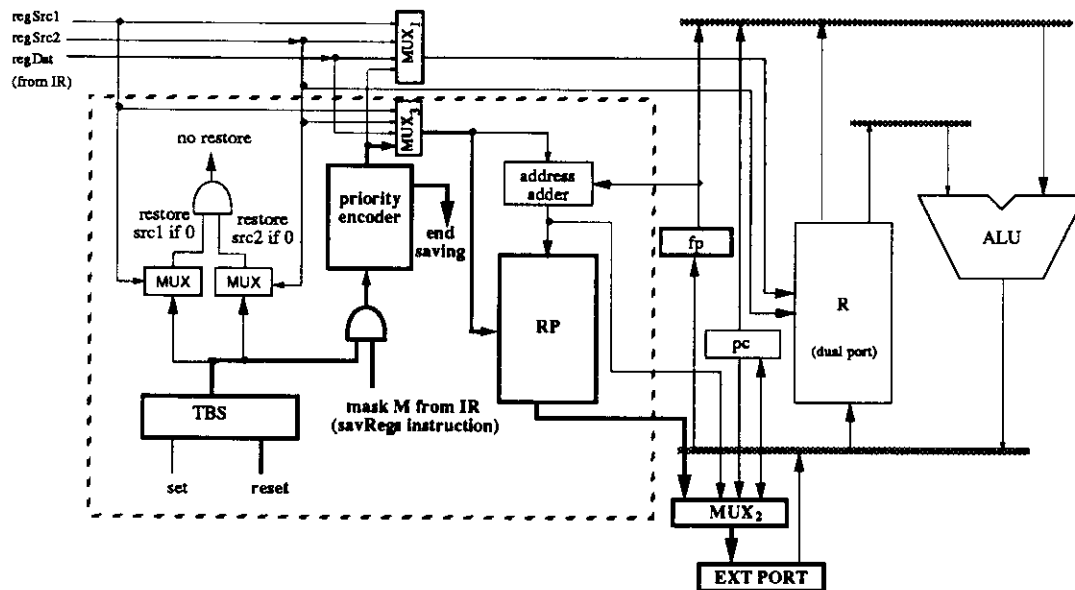 regSrc1
regSrc2
regDat
(from IR)
MUX1
MUX3
no restore
restore
src1 if 0
restore
src2 if 0
MUX
MUX
priority
encoder
end
saving
address
adder
RP
TBS
set
reset
mask M from IR
(savRegs instruction)
fp
pc
R
(dual port)
ALU
MUX2
EXT PORT